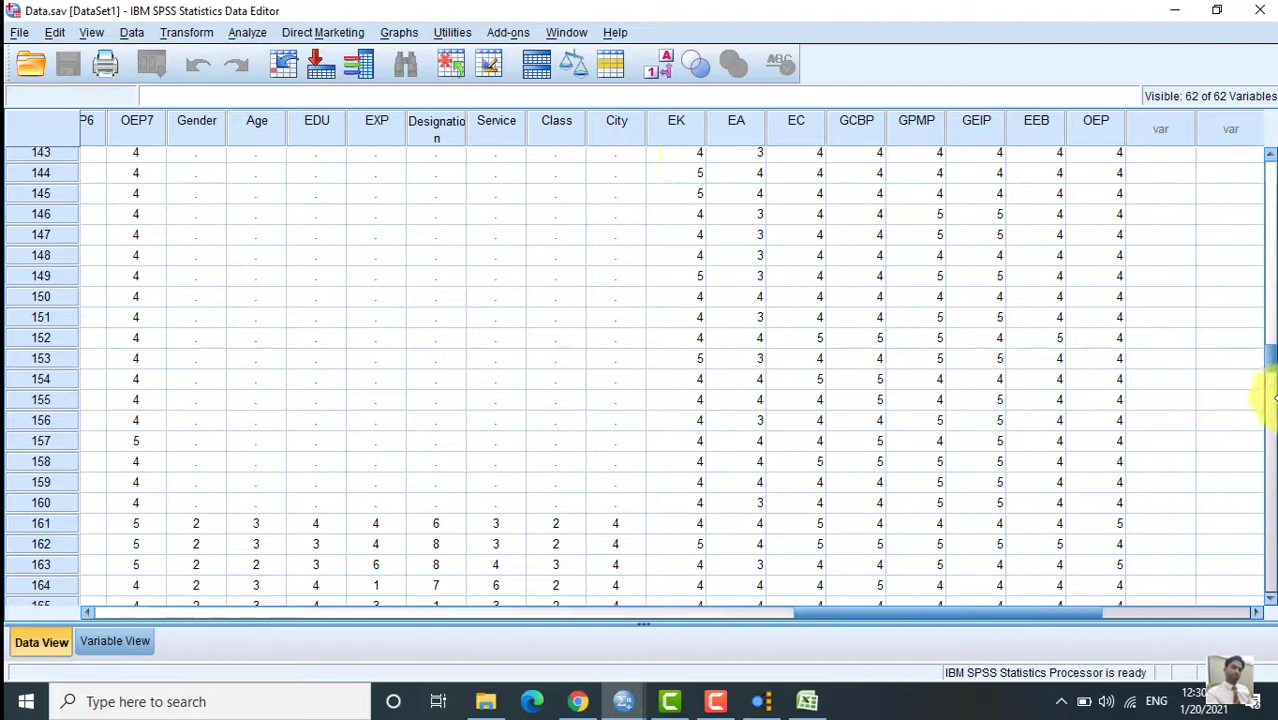 Data.sav [DataSet1] - IBM SPSS Statistics Data Editor
File Edit View Data Transform Analyze Direct Marketing Graphs Utilities Add-ons Window Help
Visible: 62 of 62 Variables
P6 OEP7 Gender Age EDU EXP Designation Service Class City EK EA EC GCBP GPMP GEIP EEB OEP var var
143 4 . . . . . . . . 4 3 4 4 4 4 4 4
144 4 . . . . . . . . 5 4 4 4 4 4 4 4
145 4 . . . . . . . . 5 4 4 4 4 4 4 4
146 4 . . . . . . . . 4 3 4 4 5 5 4 4
147 4 . . . . . . . . 4 3 4 4 5 5 4 4
148 4 . . . . . . . . 4 3 4 4 4 4 4 4
149 4 . . . . . . . . 5 3 4 4 5 5 4 4
150 4 . . . . . . . . 4 4 4 4 4 4 4 4
151 4 . . . . . . . . 4 3 4 4 5 5 4 4
152 4 . . . . . . . . 4 4 5 5 4 4 5 4
153 4 . . . . . . . . 5 3 4 4 5 5 4 4
154 4 . . . . . . . . 4 4 5 5 4 4 4 4
155 4 . . . . . . . . 4 4 4 5 4 5 4 4
156 4 . . . . . . . . 4 3 4 4 5 5 4 4
157 5 . . . . . . . . 4 4 4 5 4 5 4 4
158 4 . . . . . . . . 4 4 5 5 4 5 4 4
159 4 . . . . . . . . 4 4 4 4 5 5 4 4
160 4 . . . . . . . . 4 3 4 4 5 5 4 4
161 5 2 3 4 4 6 3 2 4 4 4 5 4 4 4 4 5
162 5 2 3 3 4 8 3 2 4 5 4 5 5 5 5 5 4
163 5 2 2 3 6 8 4 3 4 4 3 4 4 5 4 4 5
164 4 2 3 4 1 7 6 2 4 4 4 4 5 4 4 4 4
Data View Variable View
IBM SPSS Statistics Processor is ready
Type here to search
ENG
12:30
1/20/2021